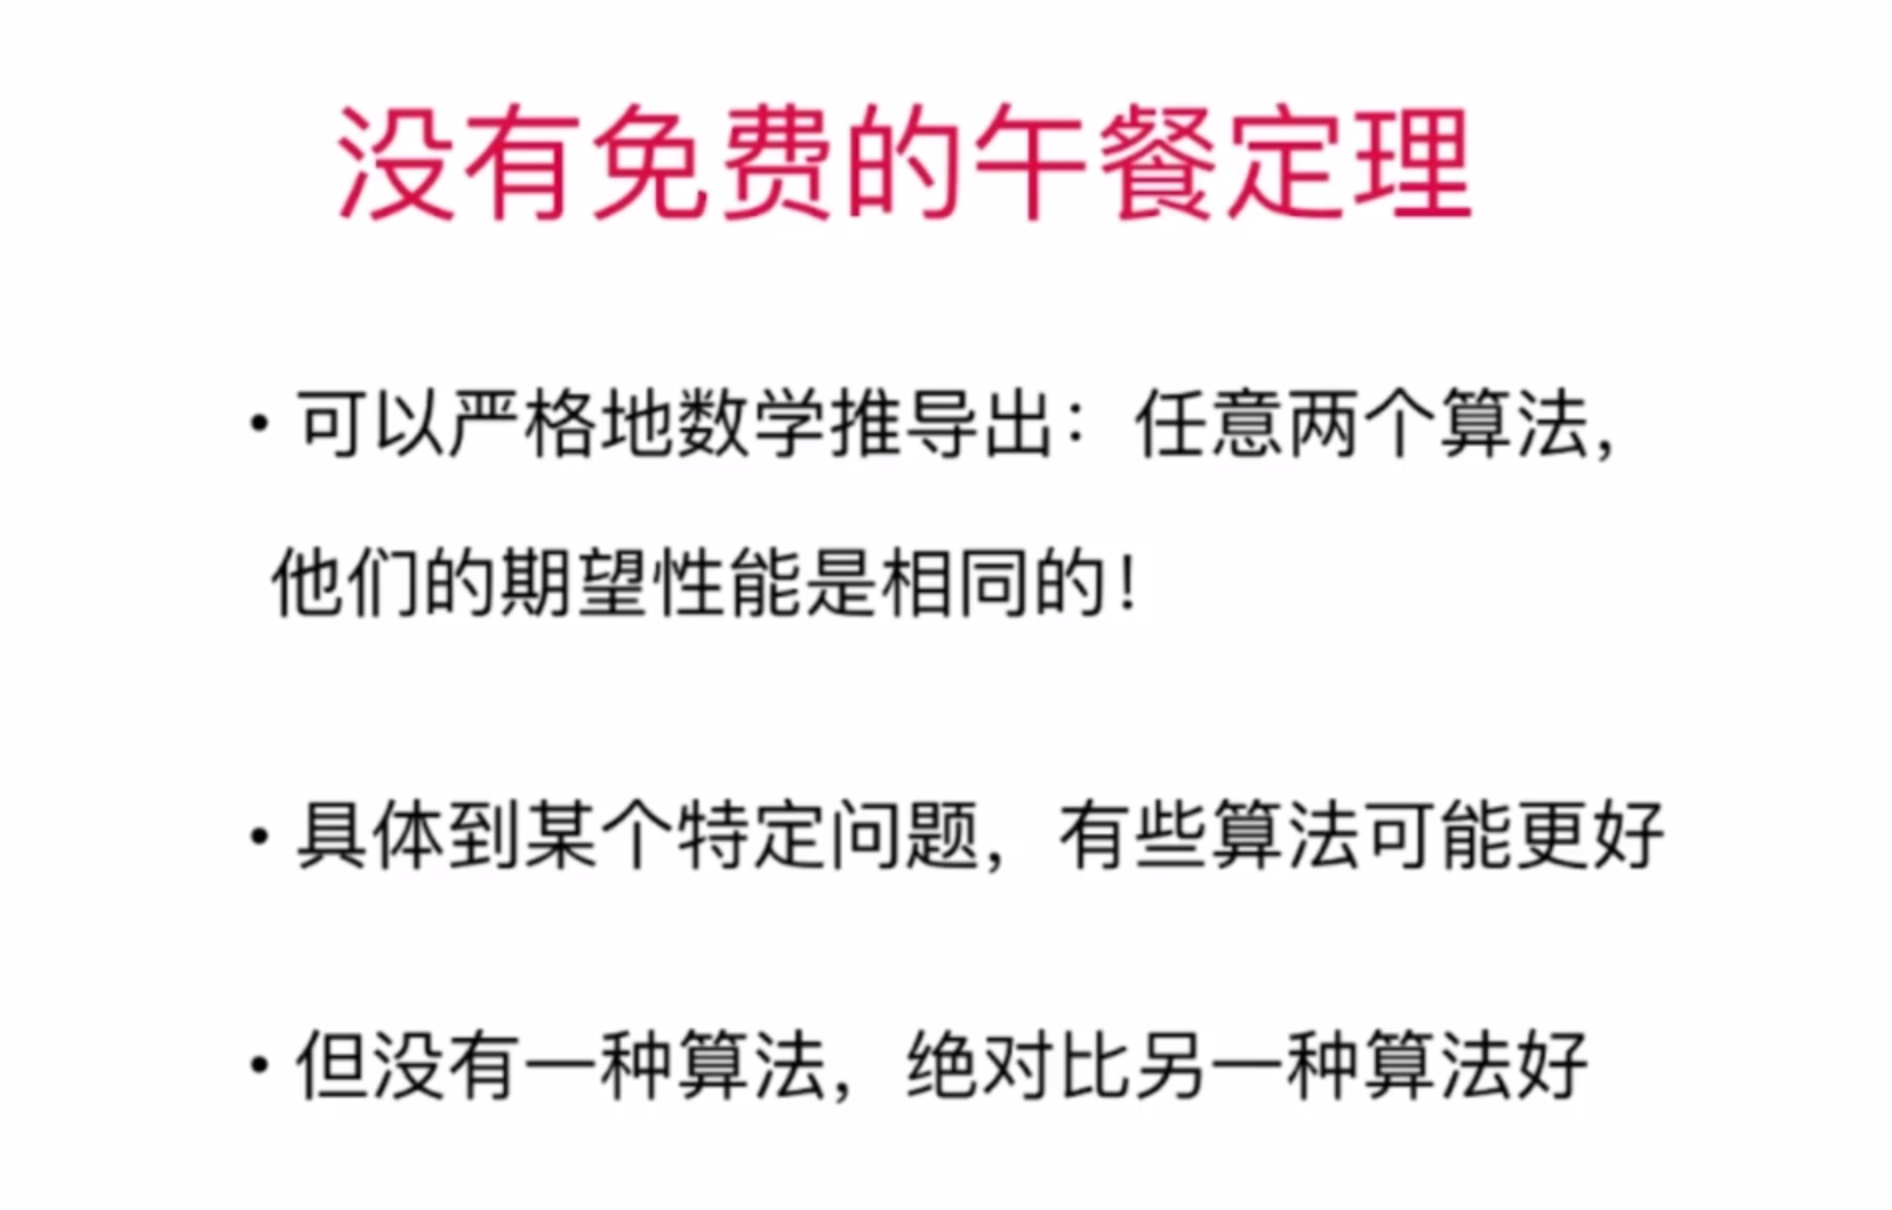 没有免费的午餐定理
• 可以严格地数学推导出：任意两个算法，
他们的期望性能是相同的！
• 具体到某个特定问题，有些算法可能更好
• 但没有一种算法，绝对比另一种算法好